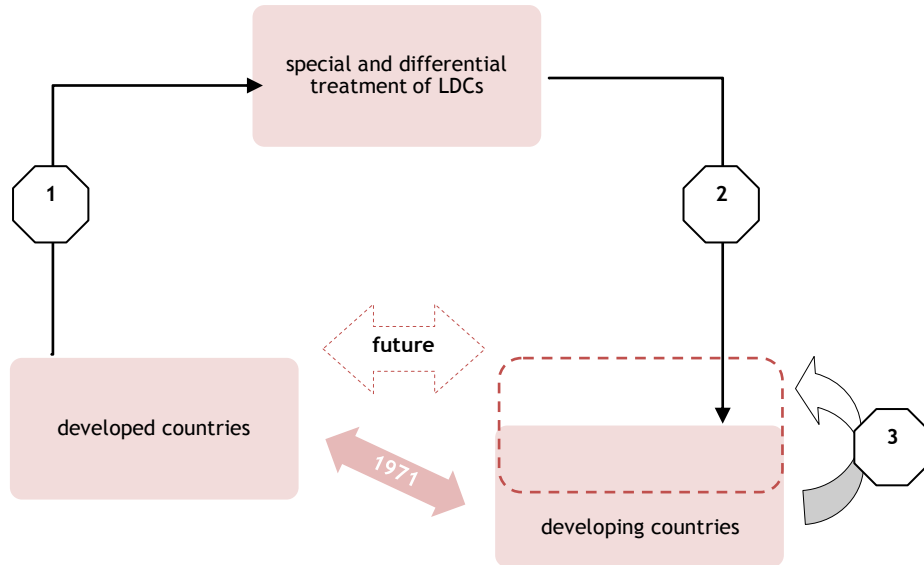 special and differential
treatment of LDCs
1
2
future
developed countries
1971
3
developing countries